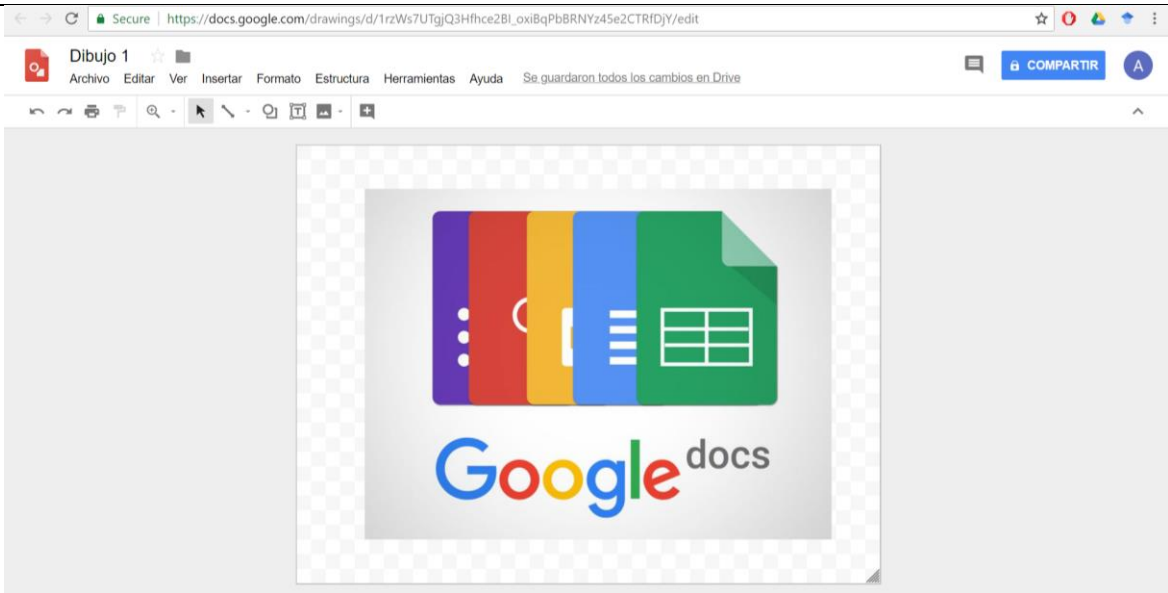 Secure | https://docs.google.com/drawings/d/1rzWs7UTgjQ3Hfhce2BI_oxiBqPbBRNYz45e2CTRfDjY/edit
Dibujo 1
Archivo Editar Ver Insertar Formato Estructura Herramientas Ayuda Se guardaron todos los cambios en Drive
COMPARTIR
A
Google docs